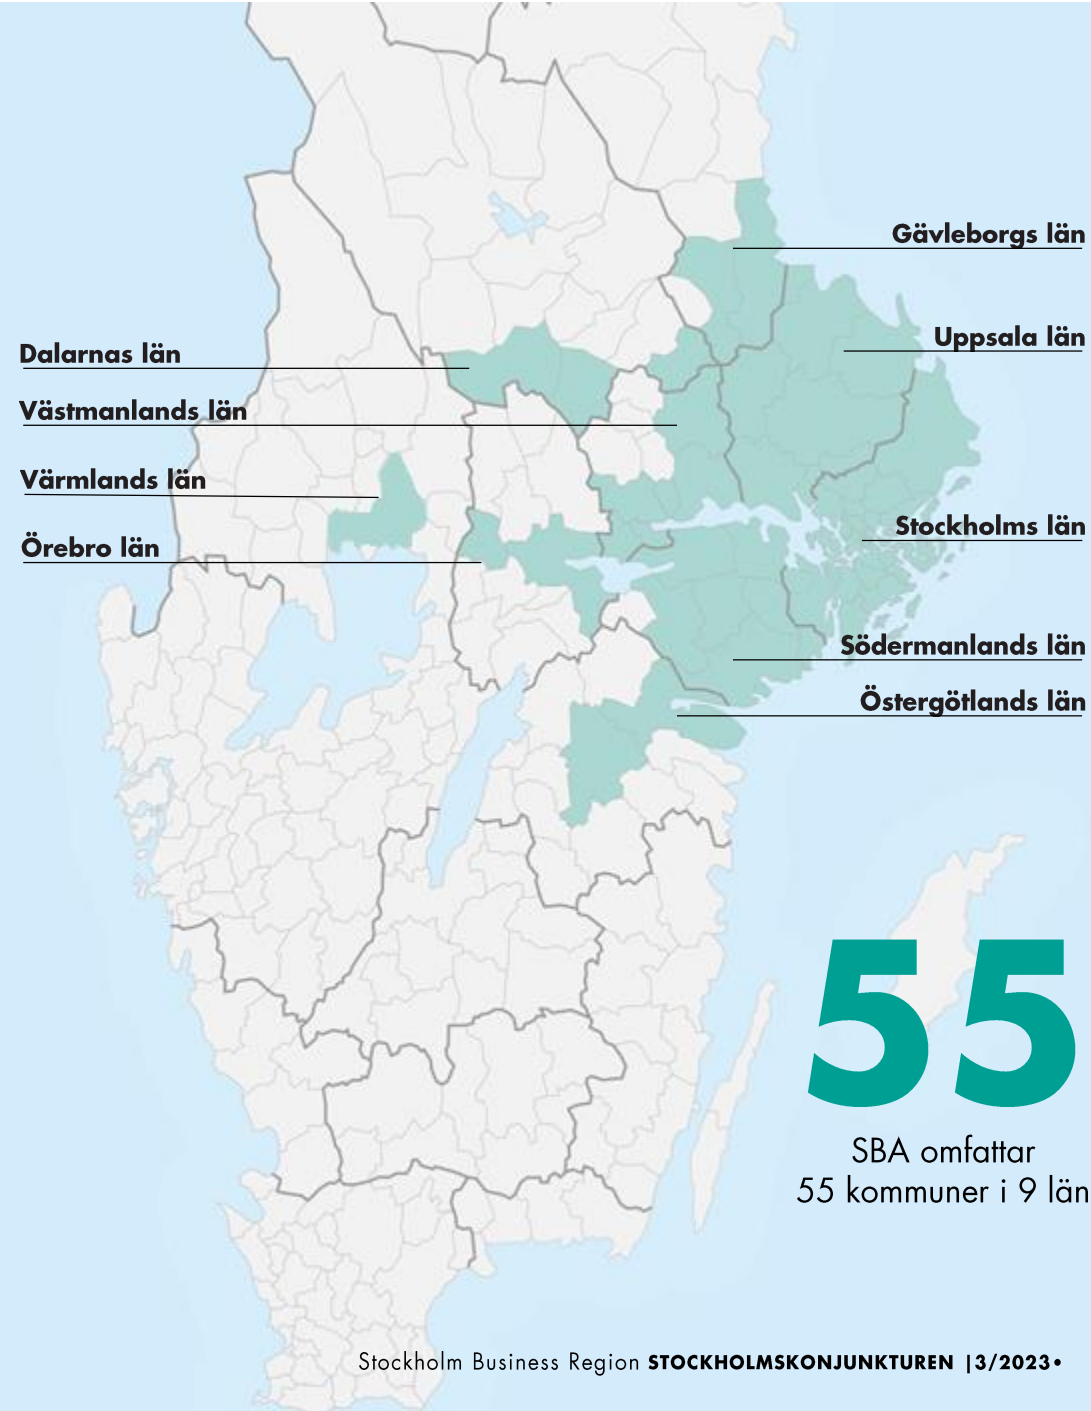 Gävleborgs län
Uppsala län
Dalarnas län
Västmanlands län
Värmlands län
Stockholms län
Örebro län
Södermanlands län
Östergötlands län
55
SBA omfattar
55 kommuner i 9 län
Stockholm Business Region STOCKHOLMSKONJUNKTUREN |3/2023•